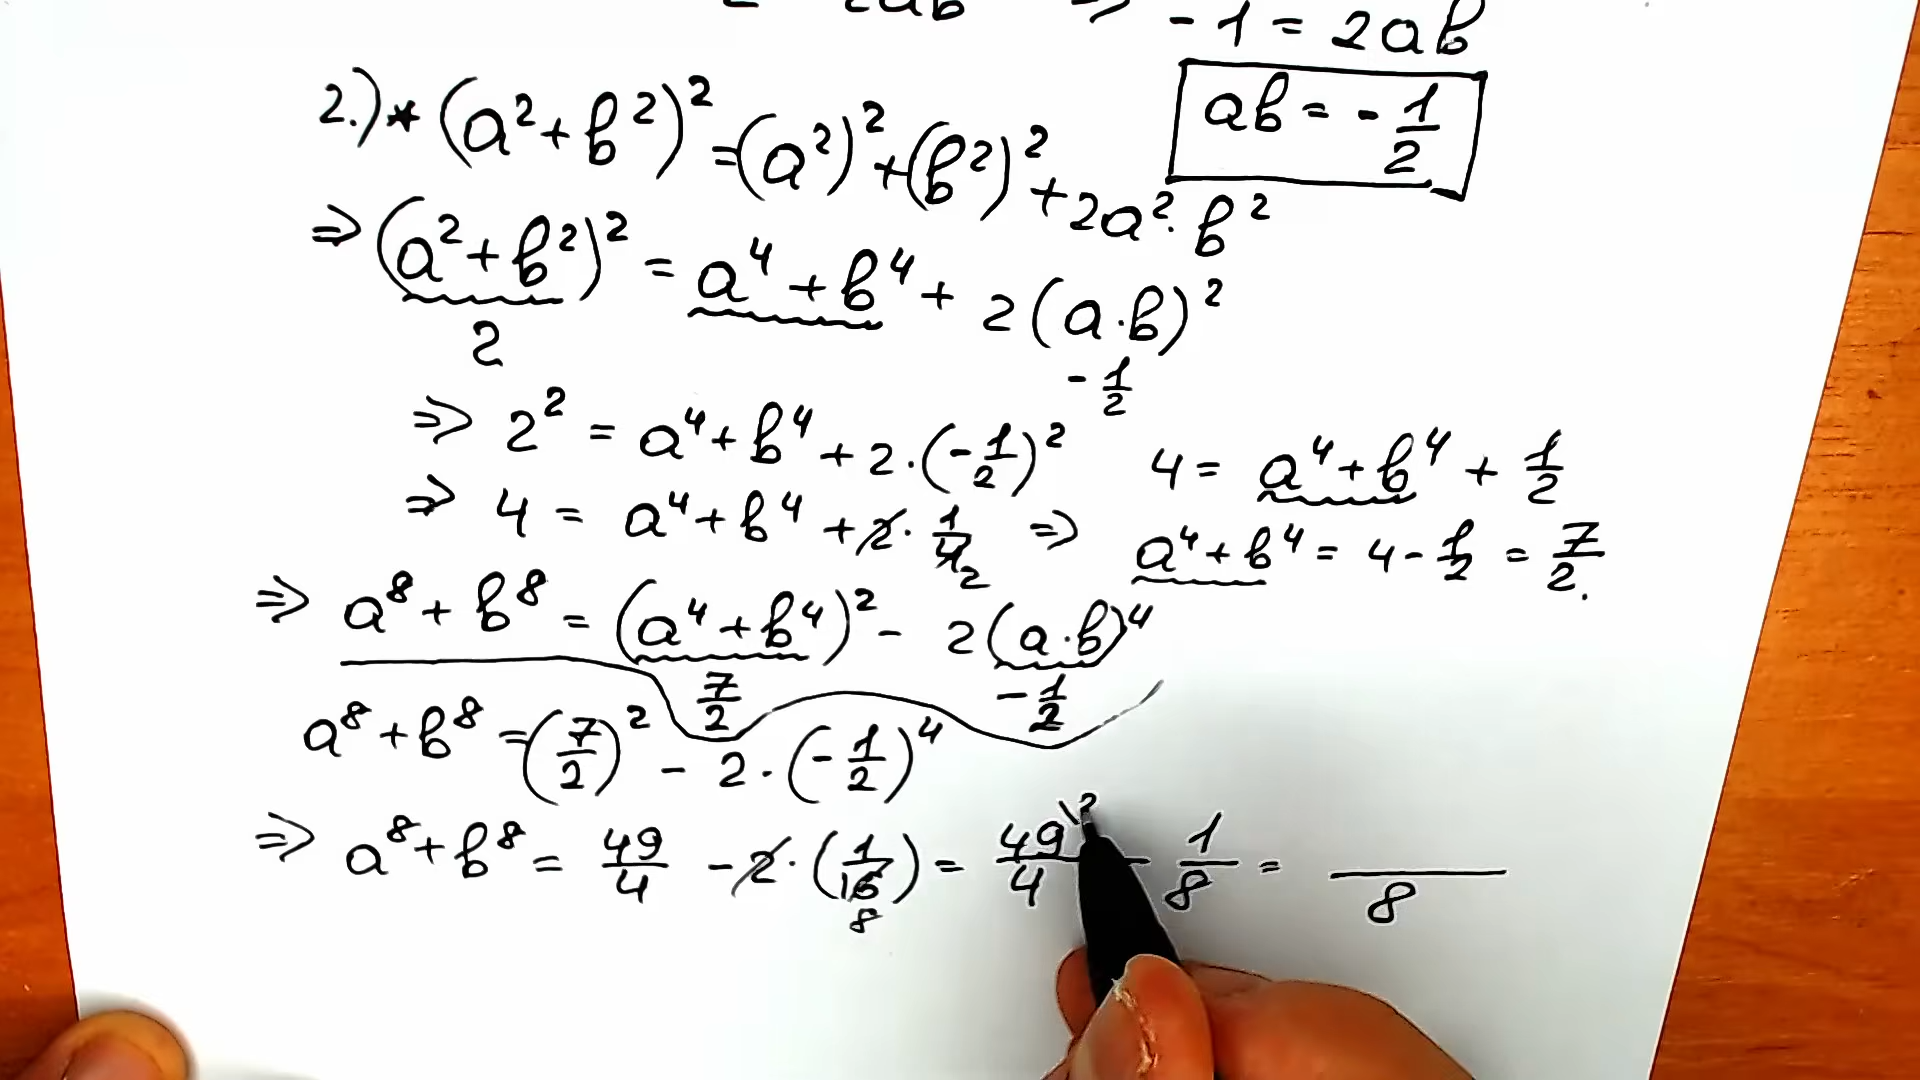 -1 = 2ab
ab = - 1/2
2.)* (a²+b²)² = (a²)² + (b²)² + 2a²·b²
⇒ (a²+b²)² = a⁴ + b⁴ + 2(a·b)²
2
- 1/2
⇒ 2² = a⁴ + b⁴ + 2·(-1/2)²
4 = a⁴ + b⁴ + 1/2
⇒ 4 = a⁴ + b⁴ + 2·1/4 2 ⇒
a⁴ + b⁴ = 4 - 1/2 = 7/2.
⇒ a⁸ + b⁸ = (a⁴ + b⁴)² - 2(a·b)⁴
7/2
- 1/2
a⁸ + b⁸ = (7/2)² - 2·(-1/2)⁴
⇒ a⁸ + b⁸ = 49/4 - 2·(1/16) = 49/4 - 1/8 = /8
8